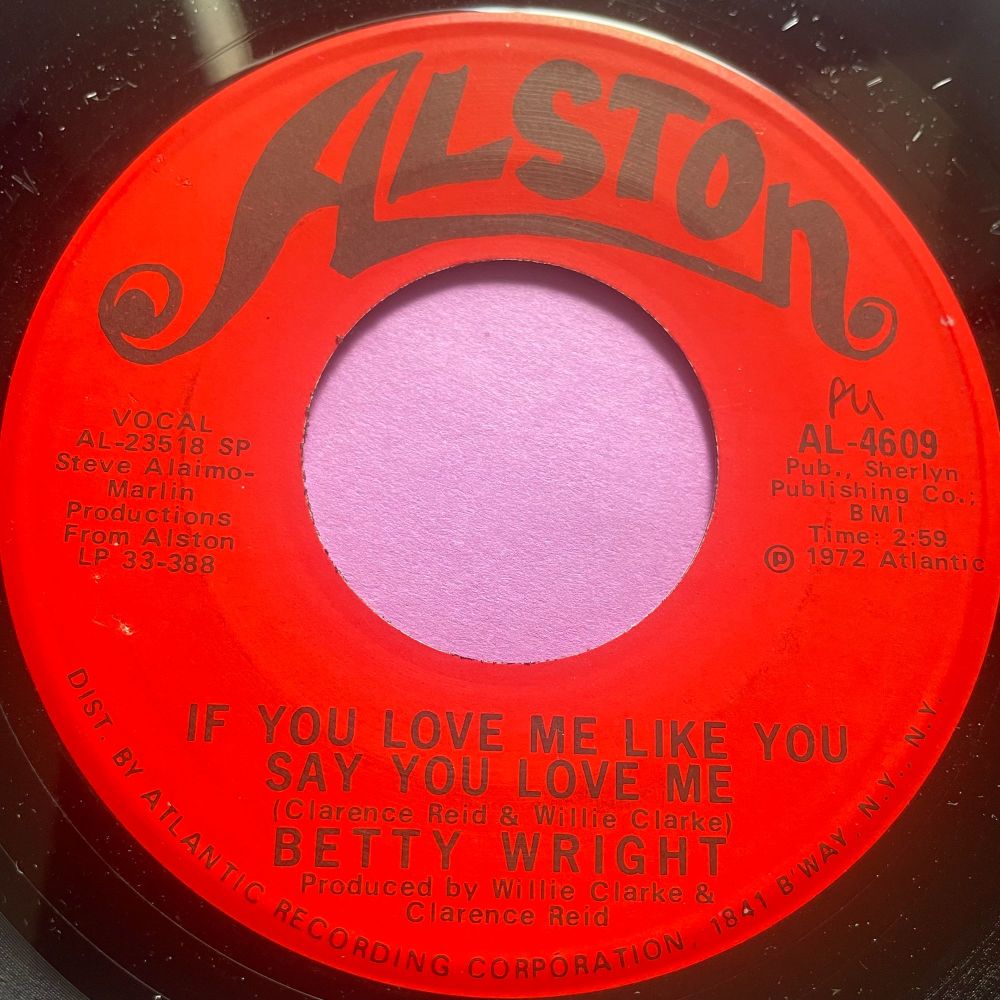 ALSTON
VOCAL
AL-23518 SP
Steve Alaimo-
Marlin
Productions
From Alston
LP 33-388
PU
AL-4609
Pub., Sherlyn
Publishing Co.;
BMI
Time: 2:59
℗ 1972 Atlantic
IF YOU LOVE ME LIKE YOU
SAY YOU LOVE ME
(Clarence Reid & Willie Clarke)
BETTY WRIGHT
Produced by Willie Clarke &
Clarence Reid
DIST. BY ATLANTIC RECORDING CORPORATION, 1841 B'WAY, N.Y., N.Y.